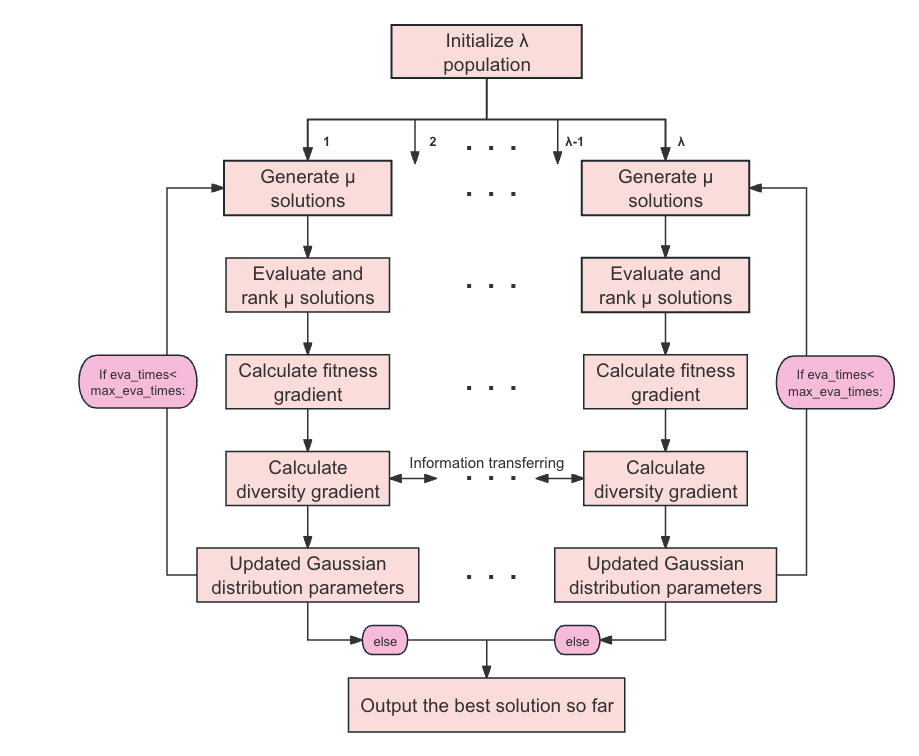 Initialize λ
population
1
2
. . .
λ-1
λ
Generate μ
solutions
. . .
Generate μ
solutions
Evaluate and
rank μ solutions
. . .
Evaluate and
rank μ solutions
If eva_times<
max_eva_times:
Calculate fitness
gradient
. . .
Calculate fitness
gradient
If eva_times<
max_eva_times:
Calculate
diversity gradient
Information transferring
. . .
Calculate
diversity gradient
Updated Gaussian
distribution parameters
. . .
Updated Gaussian
distribution parameters
else
else
Output the best solution so far